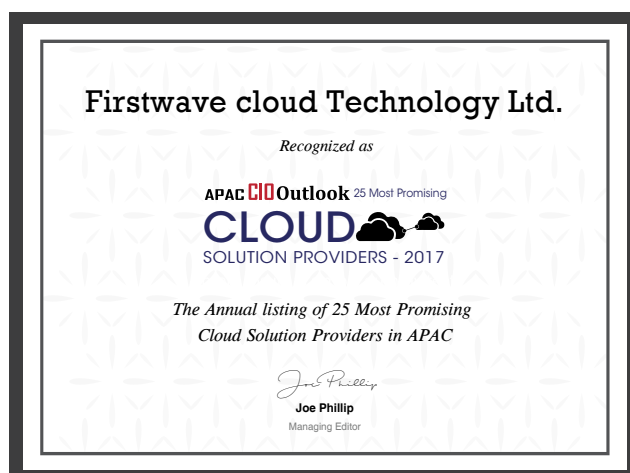 Firstwave cloud Technology Ltd.
Recognized as
APAC CIO Outlook 25 Most Promising
CLOUD
SOLUTION PROVIDERS - 2017
The Annual listing of 25 Most Promising
Cloud Solution Providers in APAC
Joe Phillip
Joe Phillip
Managing Editor